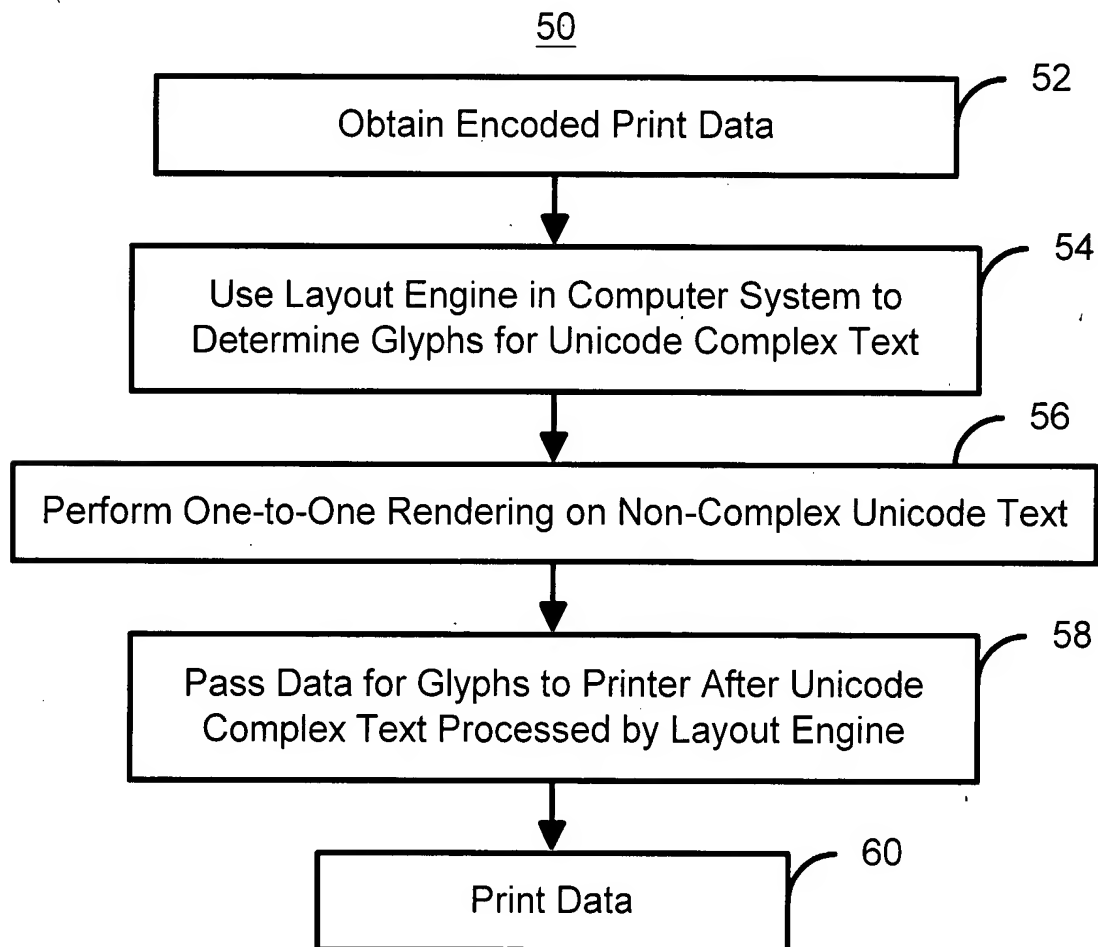 50
52
Obtain Encoded Print Data
54
Use Layout Engine in Computer System to
Determine Glyphs for Unicode Complex Text
56
Perform One-to-One Rendering on Non-Complex Unicode Text
58
Pass Data for Glyphs to Printer After Unicode
Complex Text Processed by Layout Engine
60
Print Data